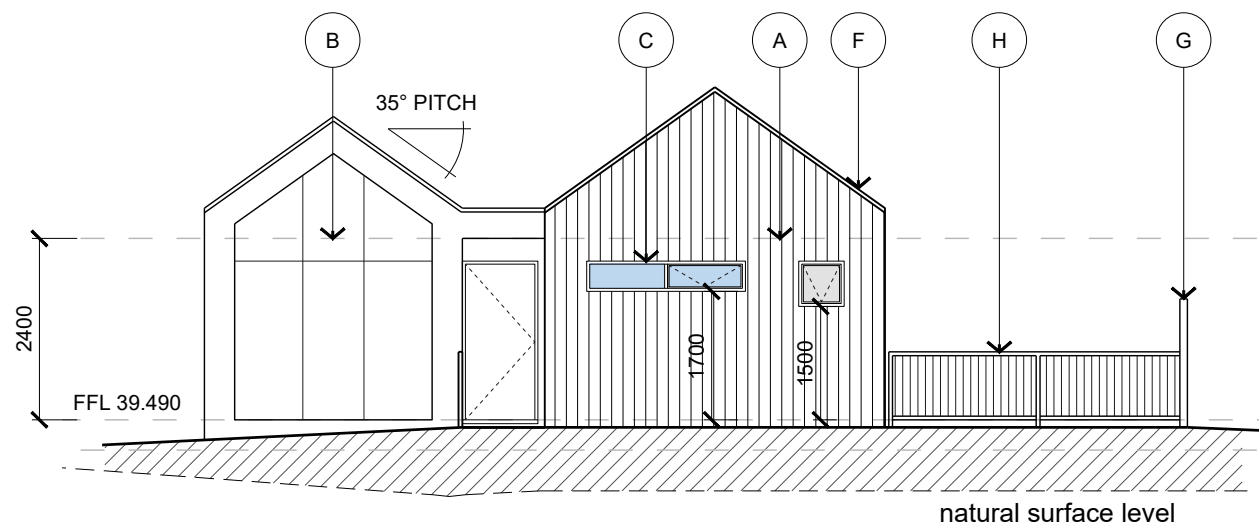 B
C
A
F
H
G
35° PITCH
2400
1700
1500
FFL 39.490
natural surface level